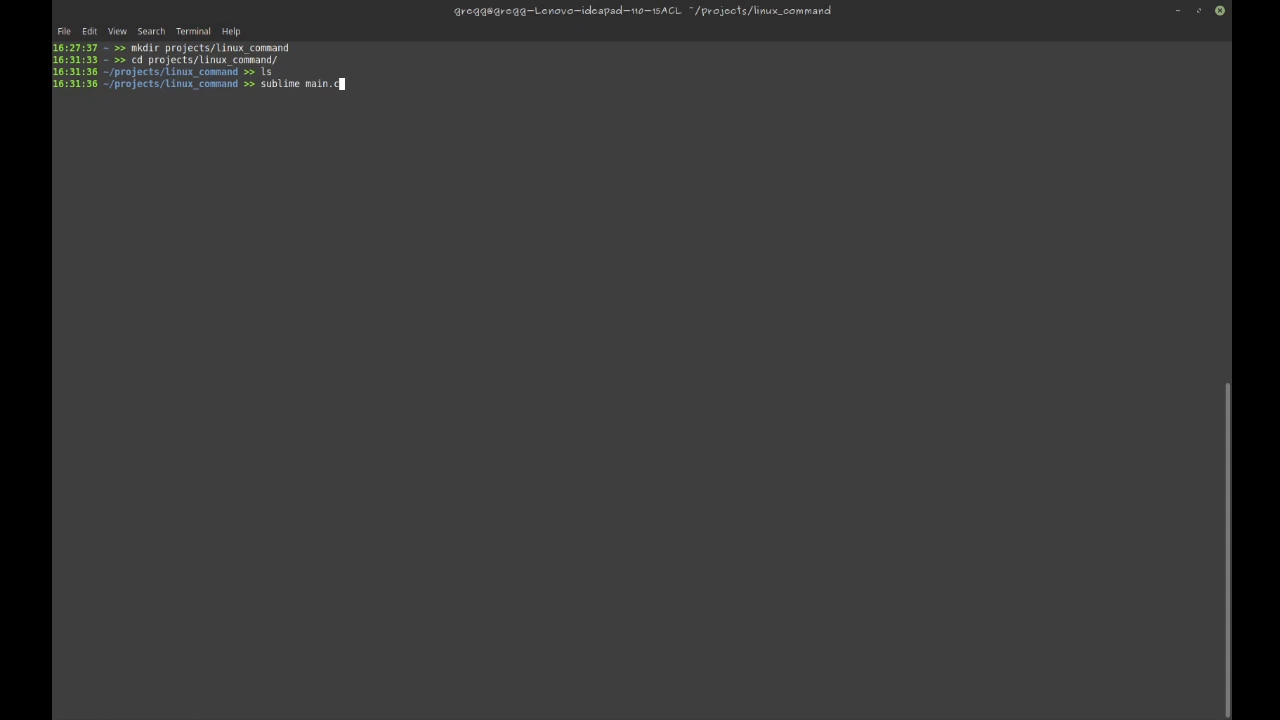 gregg@gregg-Lenovo-ideapad-110-15ACL ~/projects/linux_command
File Edit View Search Terminal Help
16:27:37 ~ >> mkdir projects/linux_command
16:31:33 ~ >> cd projects/linux_command/
16:31:36 ~/projects/linux_command >> ls
16:31:36 ~/projects/linux_command >> sublime main.c